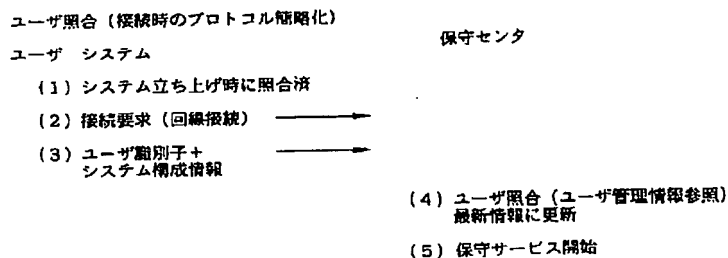 ユーザ照合（接続時のプロトコル簡略化）
保守センタ
ユーザ システム
(1) システム立ち上げ時に照合済
(2) 接続要求（回線接続）
(3) ユーザ識別子＋
システム構成情報
(4) ユーザ照合（ユーザ管理情報参照）
最新情報に更新
(5) 保守サービス開始